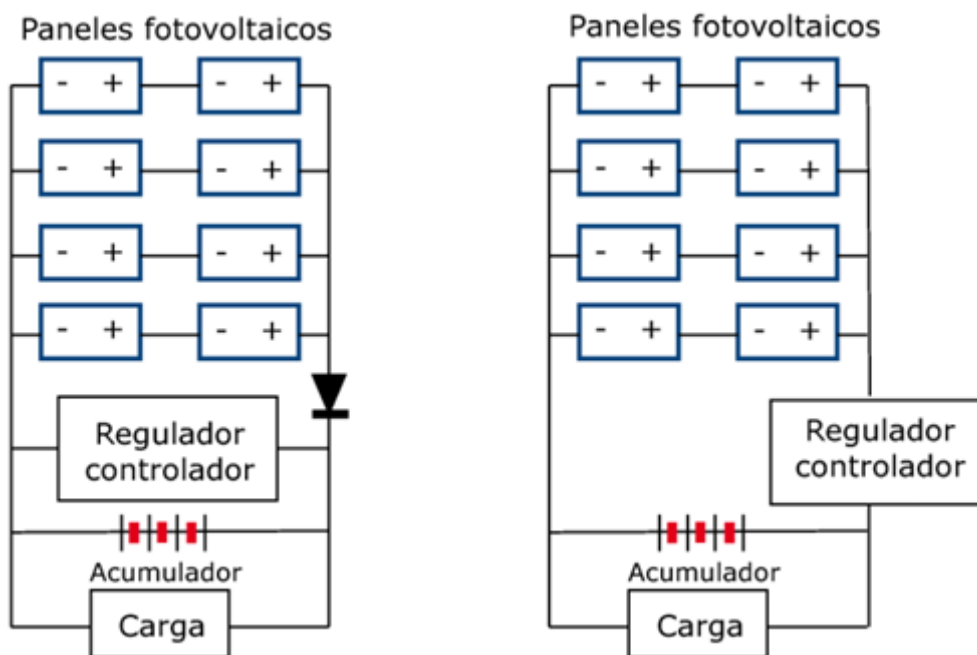 Paneles fotovoltaicos
- + - +
- + - +
- + - +
- + - +
Regulador
controlador
Acumulador
Carga
Paneles fotovoltaicos
- + - +
- + - +
- + - +
- + - +
Regulador
controlador
Acumulador
Carga